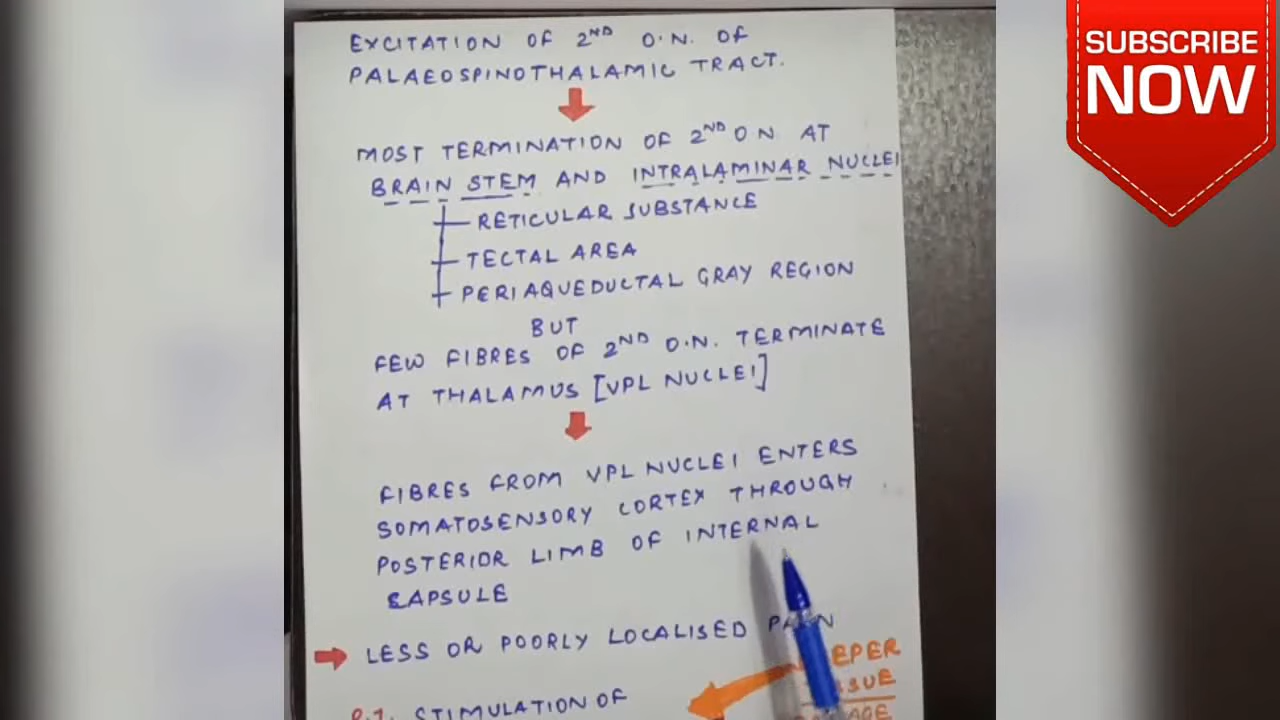 SUBSCRIBE
NOW
EXCITATION OF 2ND O.N. OF
PALAEOSPINOTHALAMIC TRACT.
MOST TERMINATION OF 2ND O N AT
BRAIN STEM AND INTRALAMINAR NUCLEI
RETICULAR SUBSTANCE
TECTAL AREA
PERIAQUEDUCTAL GRAY REGION
BUT
FEW FIBRES OF 2ND O.N. TERMINATE
AT THALAMUS [VPL NUCLEI]
FIBRES FROM VPL NUCLEI ENTERS
SOMATOSENSORY CORTEX THROUGH
POSTERIOR LIMB OF INTERNAL
CAPSULE
LESS OR POORLY LOCALISED
STIMULATION OF